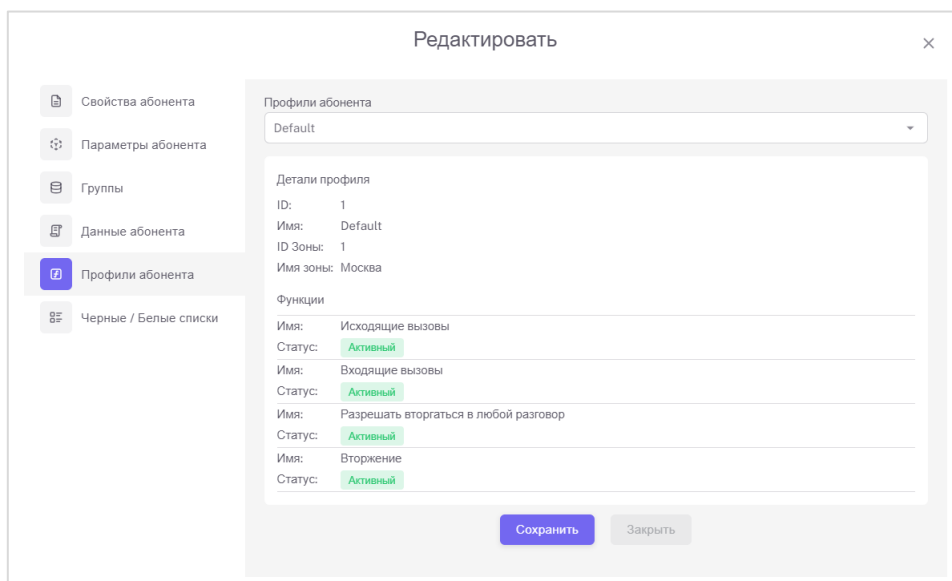 Редактировать
Свойства абонента
Параметры абонента
Группы
Данные абонента
Профили абонента
Черные / Белые списки
Профили абонента
Default
Детали профиля
ID: 1
Имя: Default
ID Зоны: 1
Имя зоны: Москва
Функции
Имя: Исходящие вызовы
Статус: Активный
Имя: Входящие вызовы
Статус: Активный
Имя: Разрешать вторгаться в любой разговор
Статус: Активный
Имя: Вторжение
Статус: Активный
Сохранить Закрыть